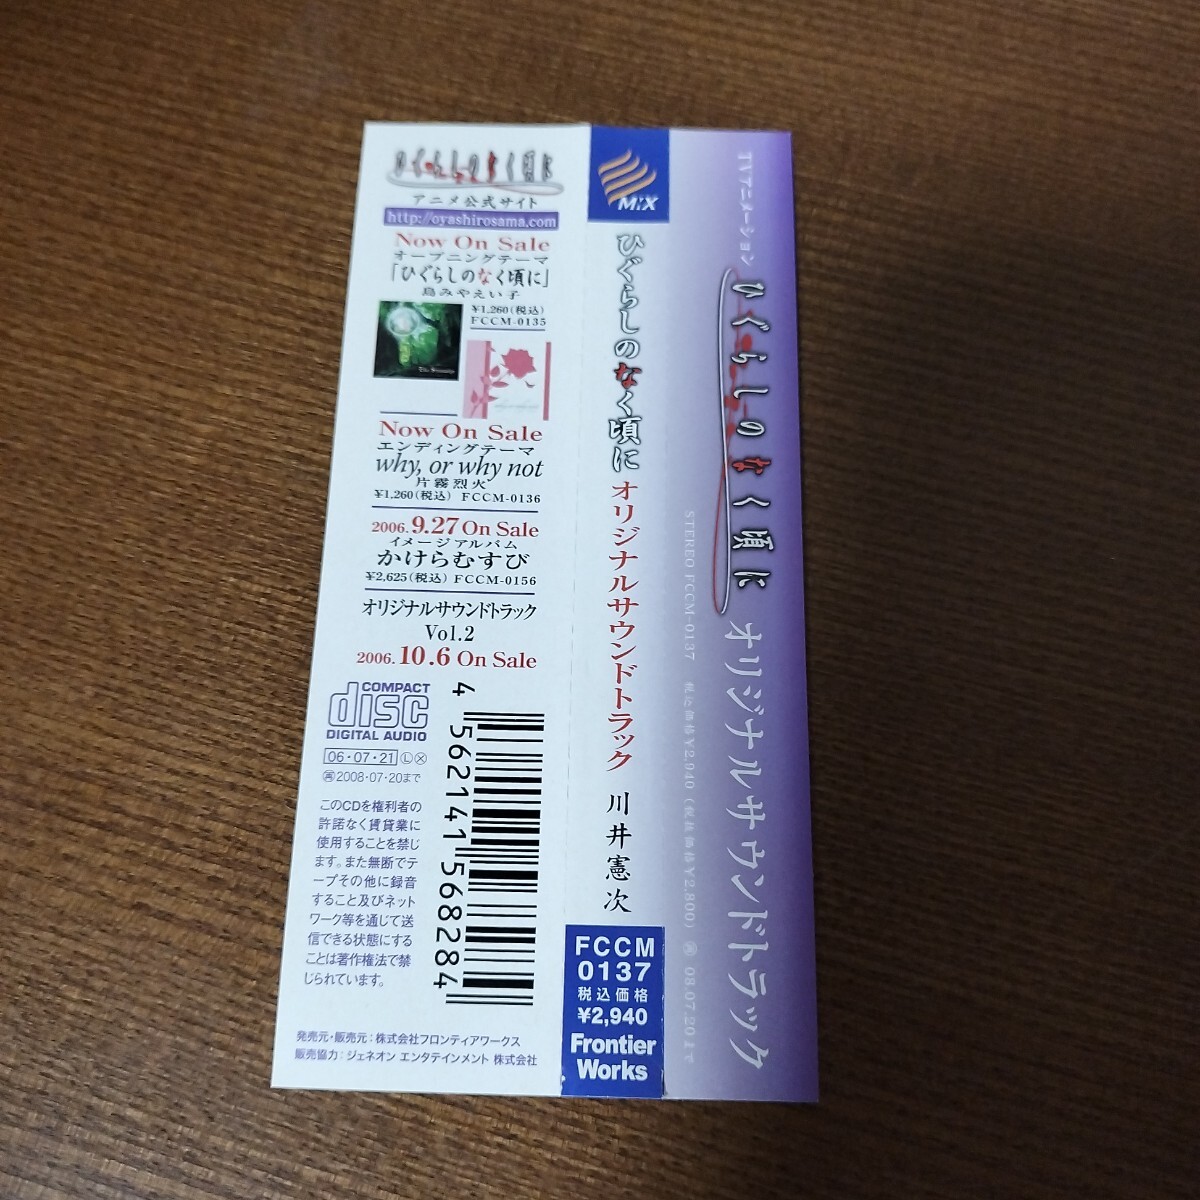 ひぐらしのなく頃に
アニメ公式サイト
http://oyashirosama.com
Now On Sale
オープニングテーマ
「ひぐらしのなく頃に」
島みやえい子
¥1,260(税込)
FCCM-0135
Now On Sale
エンディングテーマ
why, or why not
片霧烈火
¥1,260(税込) FCCM-0136
2006.9.27 On Sale
イメージアルバム
かけらむすび
¥2,625(税込) FCCM-0156
オリジナルサウンドトラック
Vol.2
2006.10.6 On Sale
COMPACT
disc
DIGITAL AUDIO
06・07・21 Ⓛ Ⓧ
㊢2008・07・20まで
このCDを権利者の
許諾なく賃貸業に
使用することを禁じ
ます。また無断でテ
ープその他に録音
すること及びネット
ワーク等を通じて送
信できる状態にする
ことは著作権法で禁
じられています。
4 562141 568284
発売元・販売元：株式会社フロンティアワークス
販売協力：ジェネオン エンタテインメント 株式会社
MiX
ひぐらしのなく頃に オリジナルサウンドトラック 川井憲次
FCCM
0137
税込価格
¥2,940
Frontier
Works
TVアニメーション
ひぐらしのなく頃に オリジナルサウンドトラック
STEREO FCCM-0137 税込価格¥2,940(税抜価格¥2,800) ㊢ 08.07.20まで